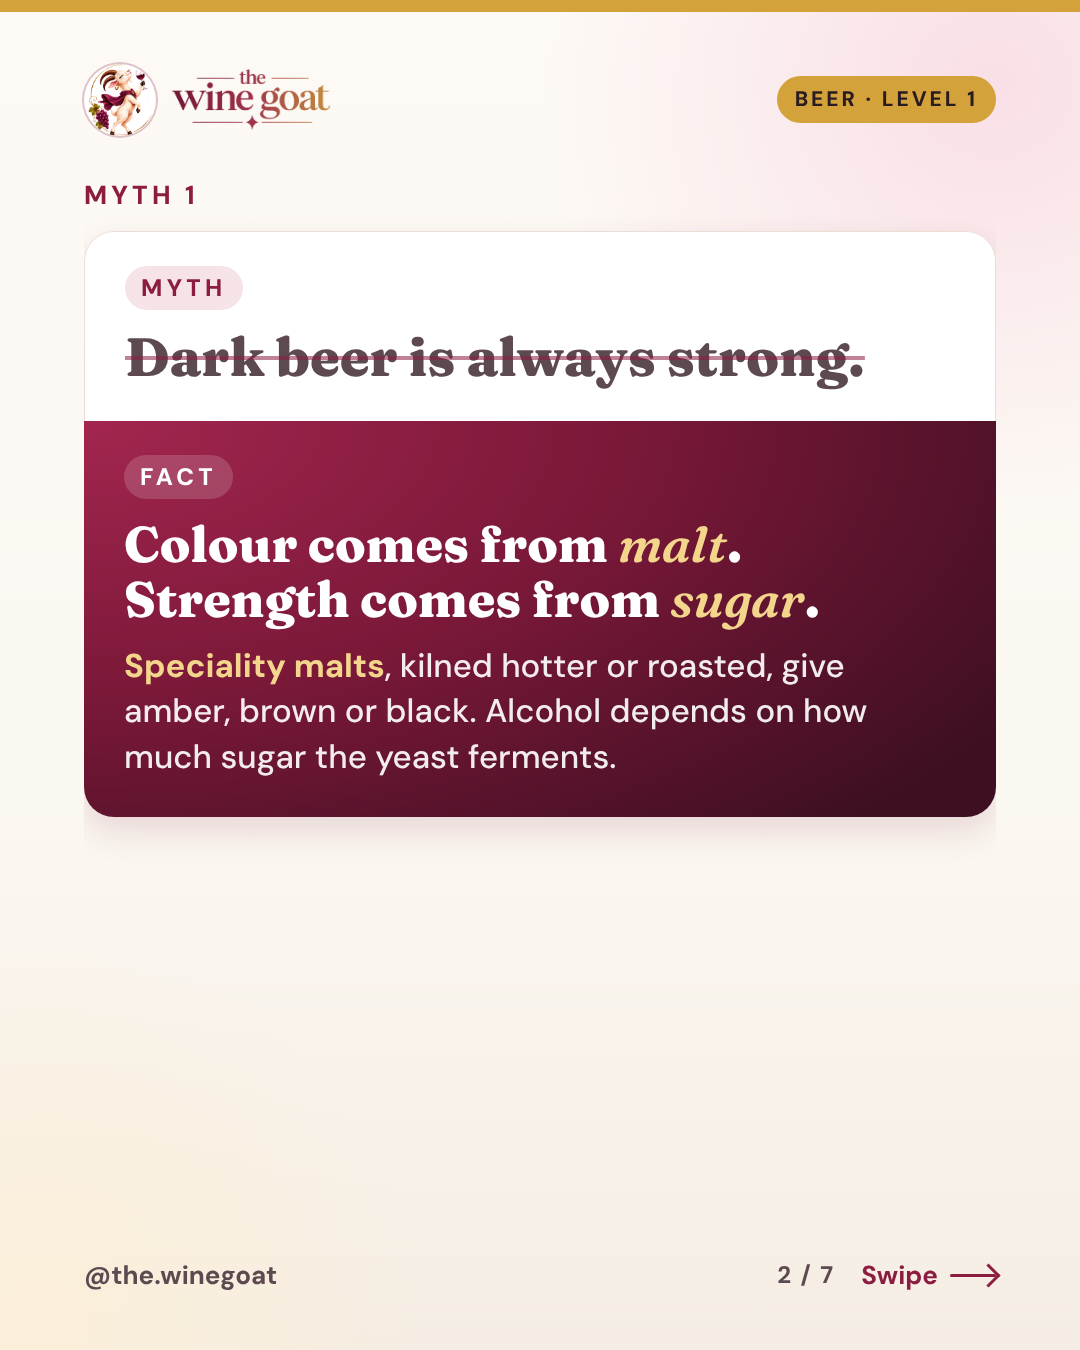 the
wine goat
BEER · LEVEL 1
MYTH 1
MYTH
Dark beer is always strong.
FACT
Colour comes from malt.
Strength comes from sugar.
Speciality malts, kilned hotter or roasted, give
amber, brown or black. Alcohol depends on how
much sugar the yeast ferments.
@the.winegoat
2 / 7
Swipe